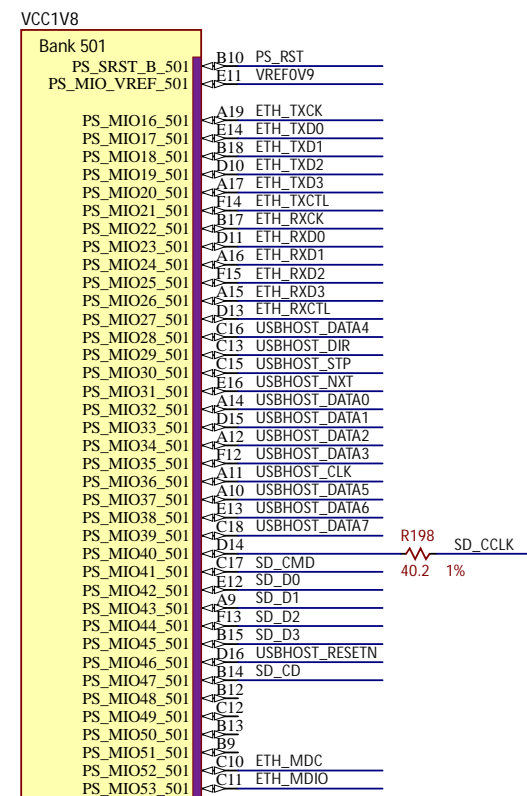 VCC1V8
Bank 501
PS_SRST_B_501 B10 PS_RST
PS_MIO_VREF_501 E11 VREF0V9
PS_MIO16_501 A19 ETH_TXCK
PS_MIO17_501 E14 ETH_TXD0
PS_MIO18_501 B18 ETH_TXD1
PS_MIO19_501 D10 ETH_TXD2
PS_MIO20_501 A17 ETH_TXD3
PS_MIO21_501 F14 ETH_TXCTL
PS_MIO22_501 B17 ETH_RXCK
PS_MIO23_501 D11 ETH_RXD0
PS_MIO24_501 A16 ETH_RXD1
PS_MIO25_501 F15 ETH_RXD2
PS_MIO26_501 A15 ETH_RXD3
PS_MIO27_501 D13 ETH_RXCTL
PS_MIO28_501 C16 USBHOST_DATA4
PS_MIO29_501 C13 USBHOST_DIR
PS_MIO30_501 C15 USBHOST_STP
PS_MIO31_501 E16 USBHOST_NXT
PS_MIO32_501 A14 USBHOST_DATA0
PS_MIO33_501 D15 USBHOST_DATA1
PS_MIO34_501 A12 USBHOST_DATA2
PS_MIO35_501 F12 USBHOST_DATA3
PS_MIO36_501 A11 USBHOST_CLK
PS_MIO37_501 A10 USBHOST_DATA5
PS_MIO38_501 E13 USBHOST_DATA6
PS_MIO39_501 C18 USBHOST_DATA7
PS_MIO40_501 D14 R198 40.2 1% SD_CCLK
PS_MIO41_501 C17 SD_CMD
PS_MIO42_501 E12 SD_D0
PS_MIO43_501 A9 SD_D1
PS_MIO44_501 F13 SD_D2
PS_MIO45_501 B15 SD_D3
PS_MIO46_501 D16 USBHOST_RESETN
PS_MIO47_501 B14 SD_CD
PS_MIO48_501 B12
PS_MIO49_501 C12
PS_MIO50_501 B13
PS_MIO51_501 B9
PS_MIO52_501 C10 ETH_MDC
PS_MIO53_501 C11 ETH_MDIO